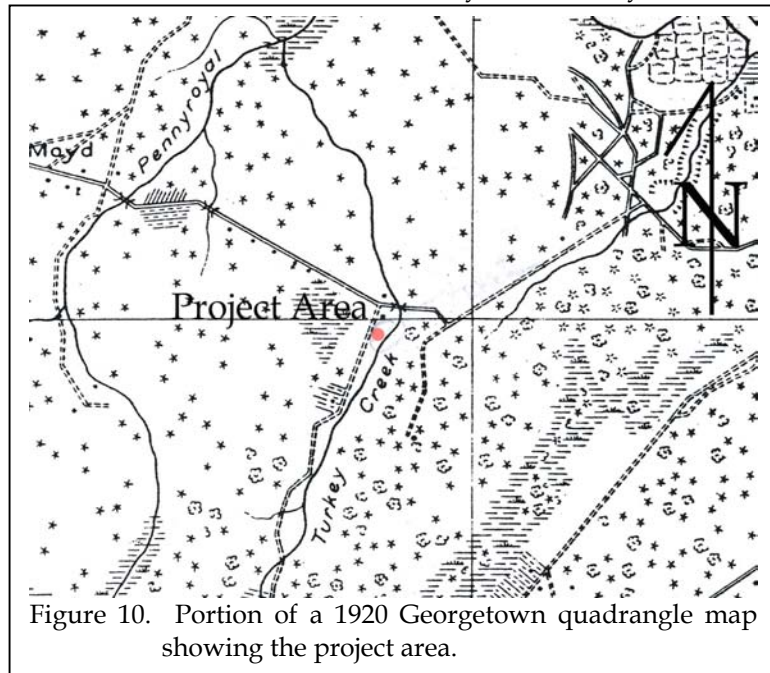 Pennyroyal
Moyd
N
Project Area
Turkey Creek
Figure 10. Portion of a 1920 Georgetown quadrangle map
showing the project area.